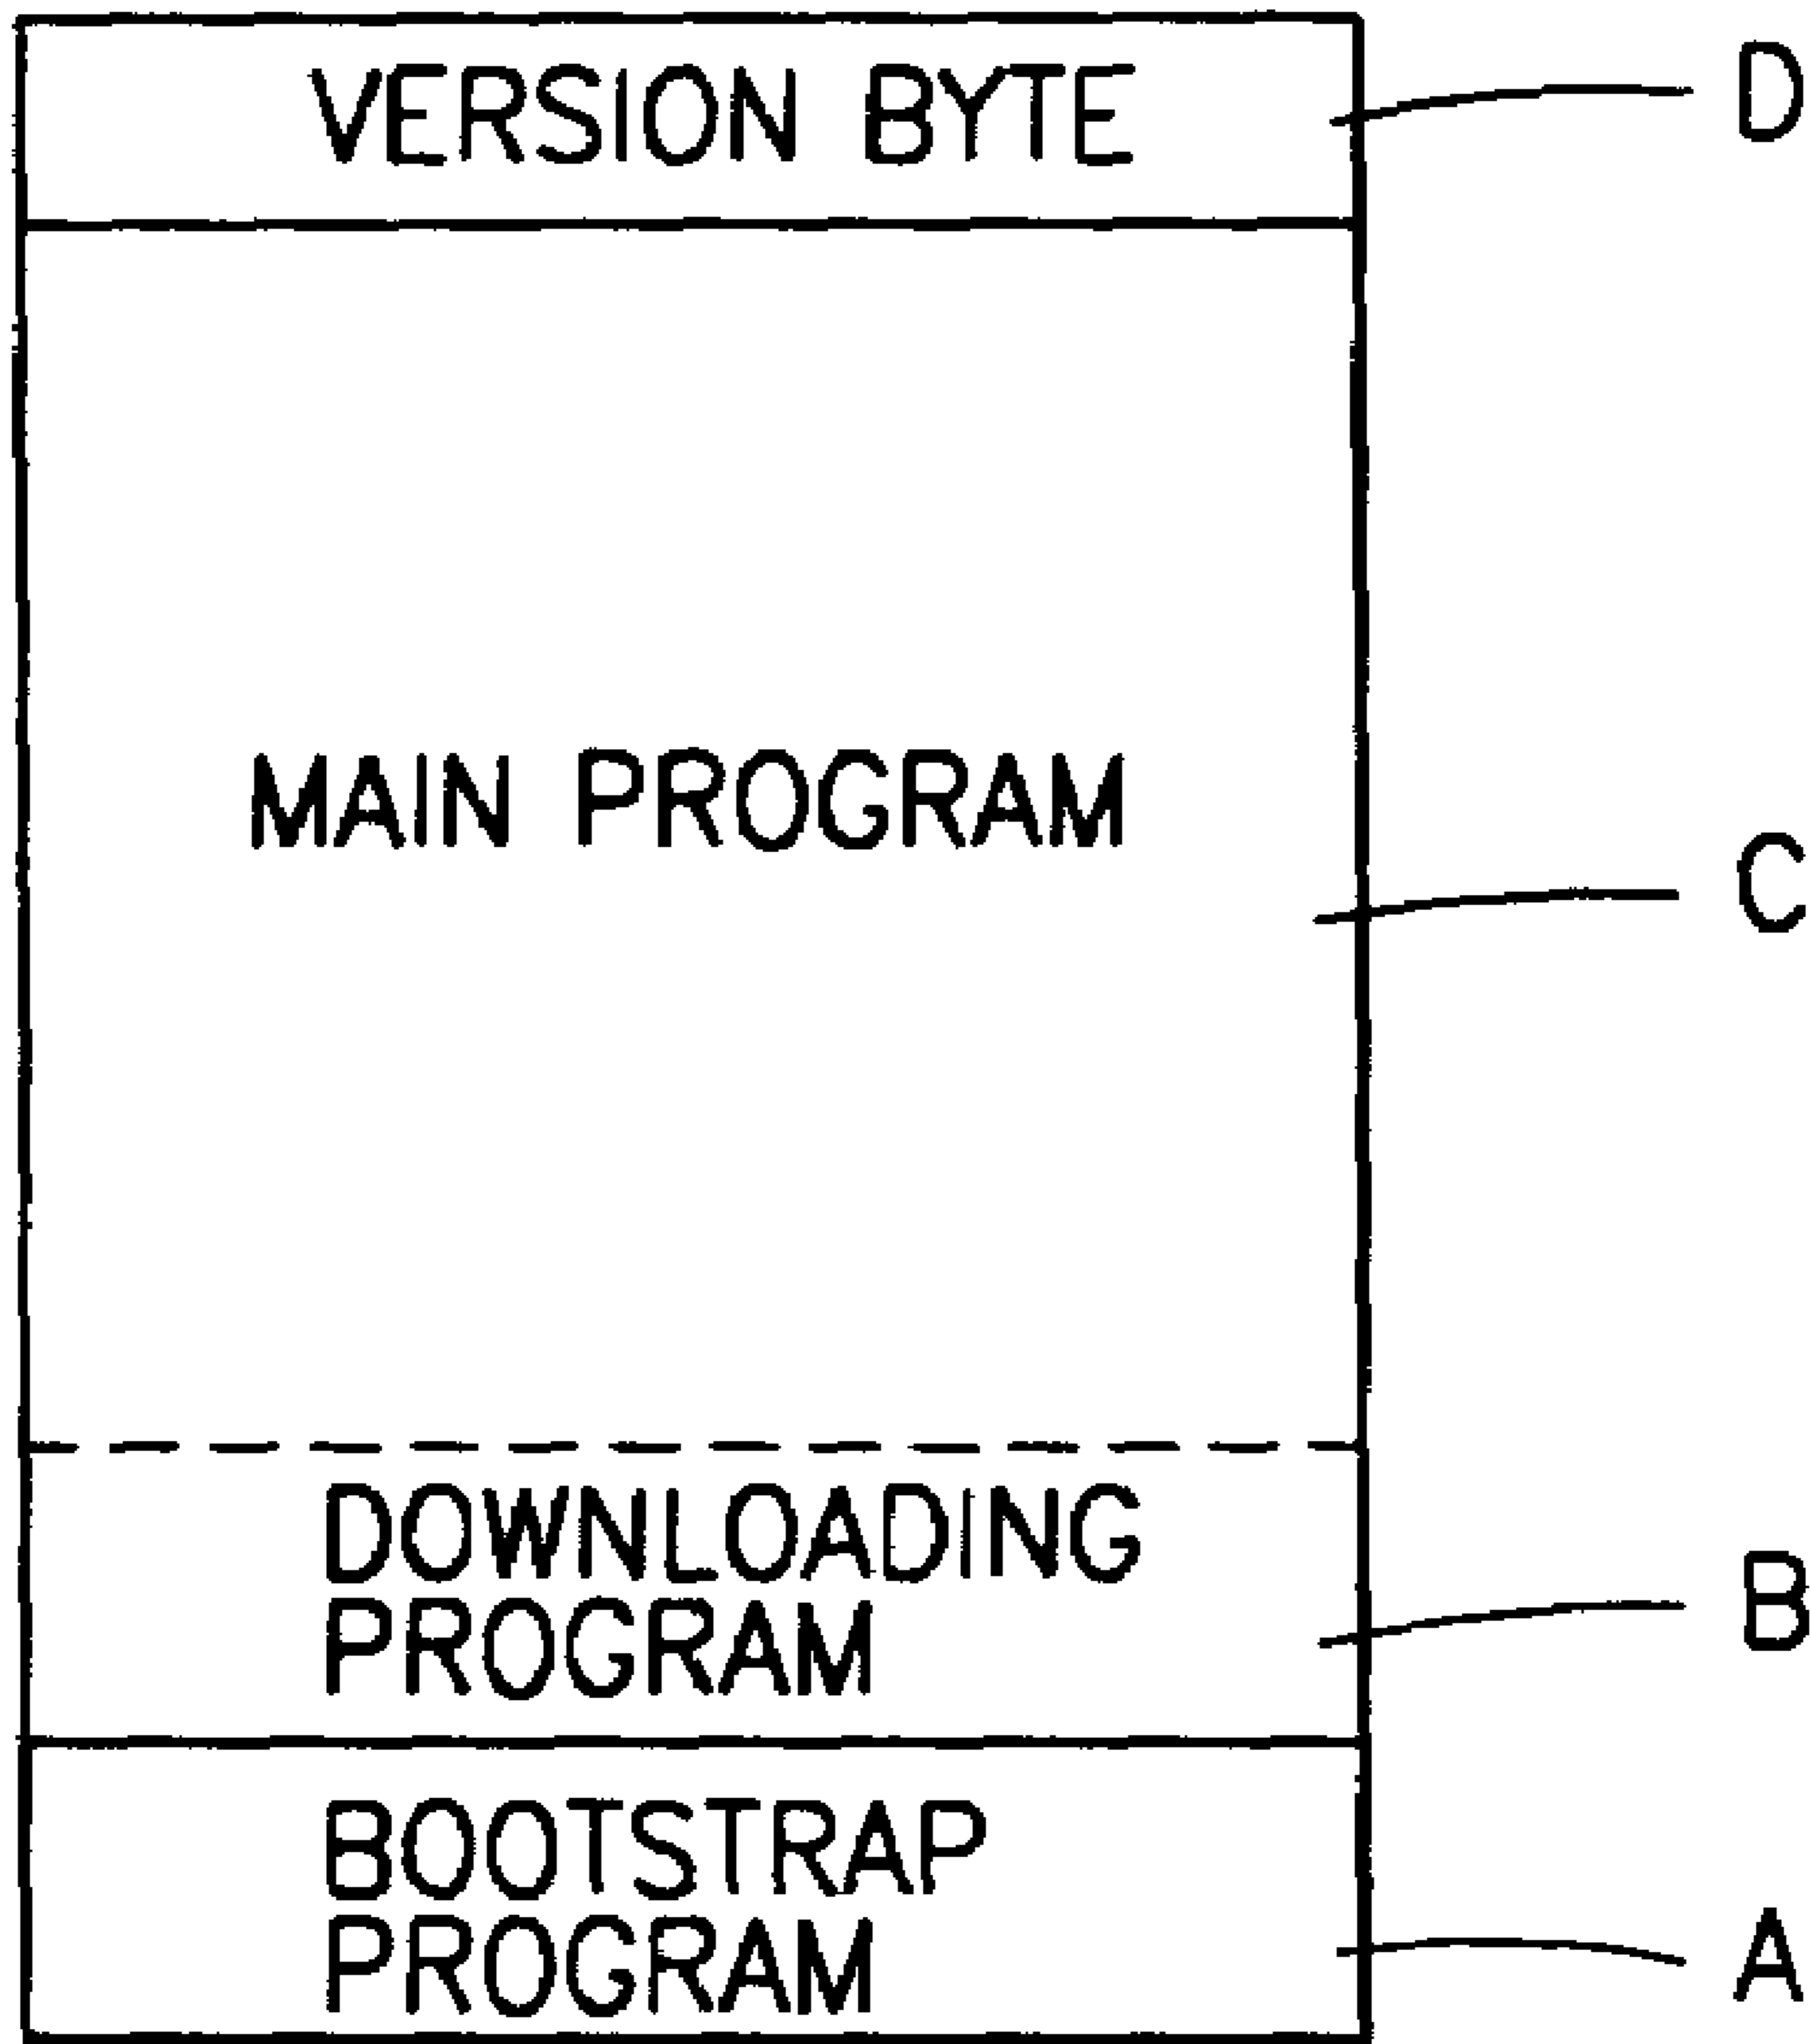 VERSION BYTE
D
MAIN PROGRAM
C
DOWNLOADING
PROGRAM
B
BOOTSTRAP
PROGRAM
A